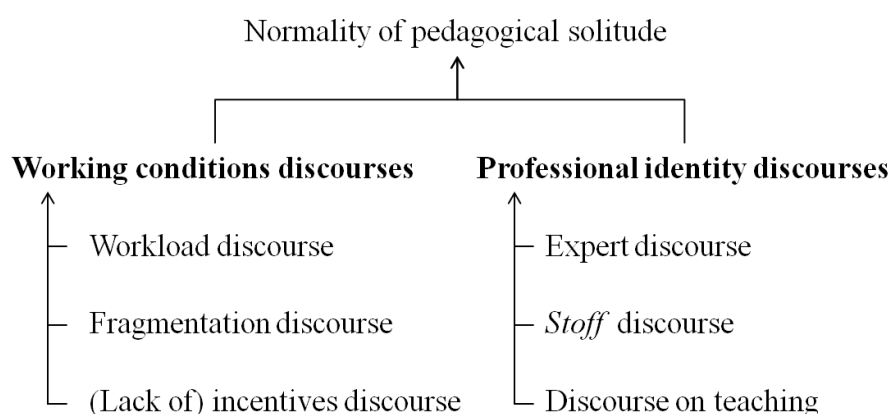 Normality of pedagogical solitude
Working conditions discourses
Workload discourse
Fragmentation discourse
(Lack of) incentives discourse
Professional identity discourses
Expert discourse
Stoff discourse
Discourse on teaching